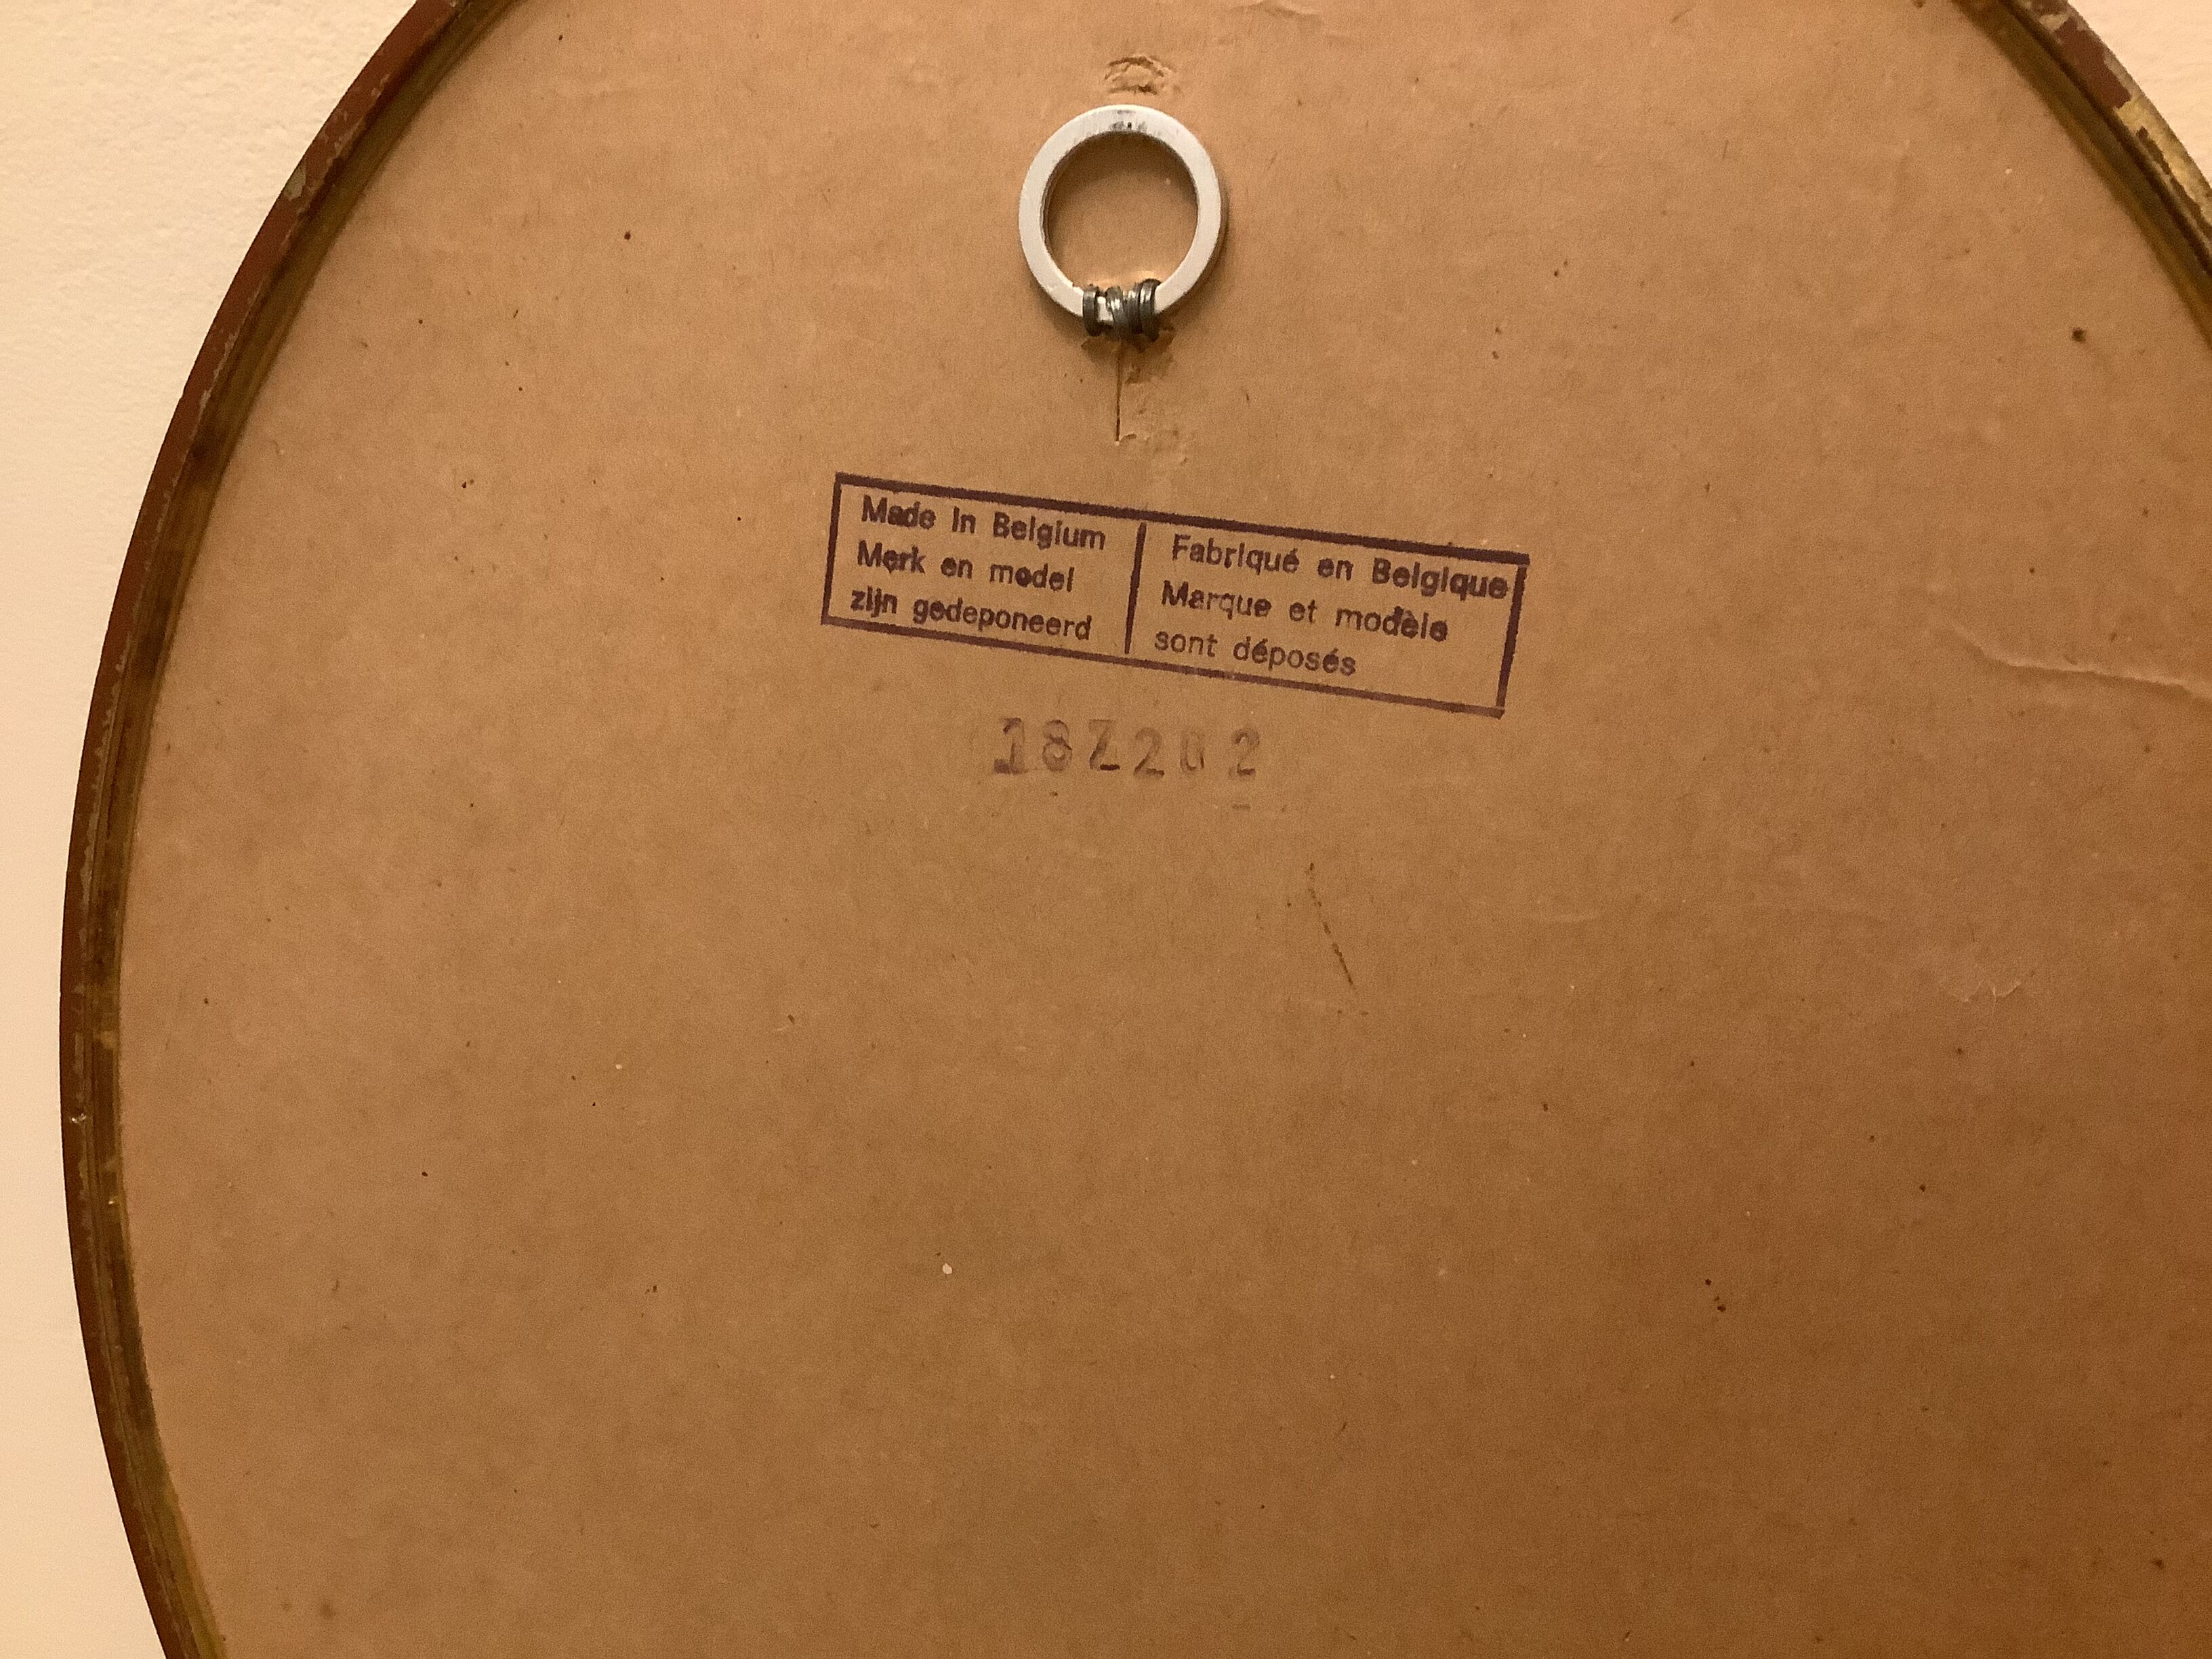 Made in Belgium
Merk en model
zijn gedeponeerd
Fabriqué en Belgique
Marque et modèle
sont déposés